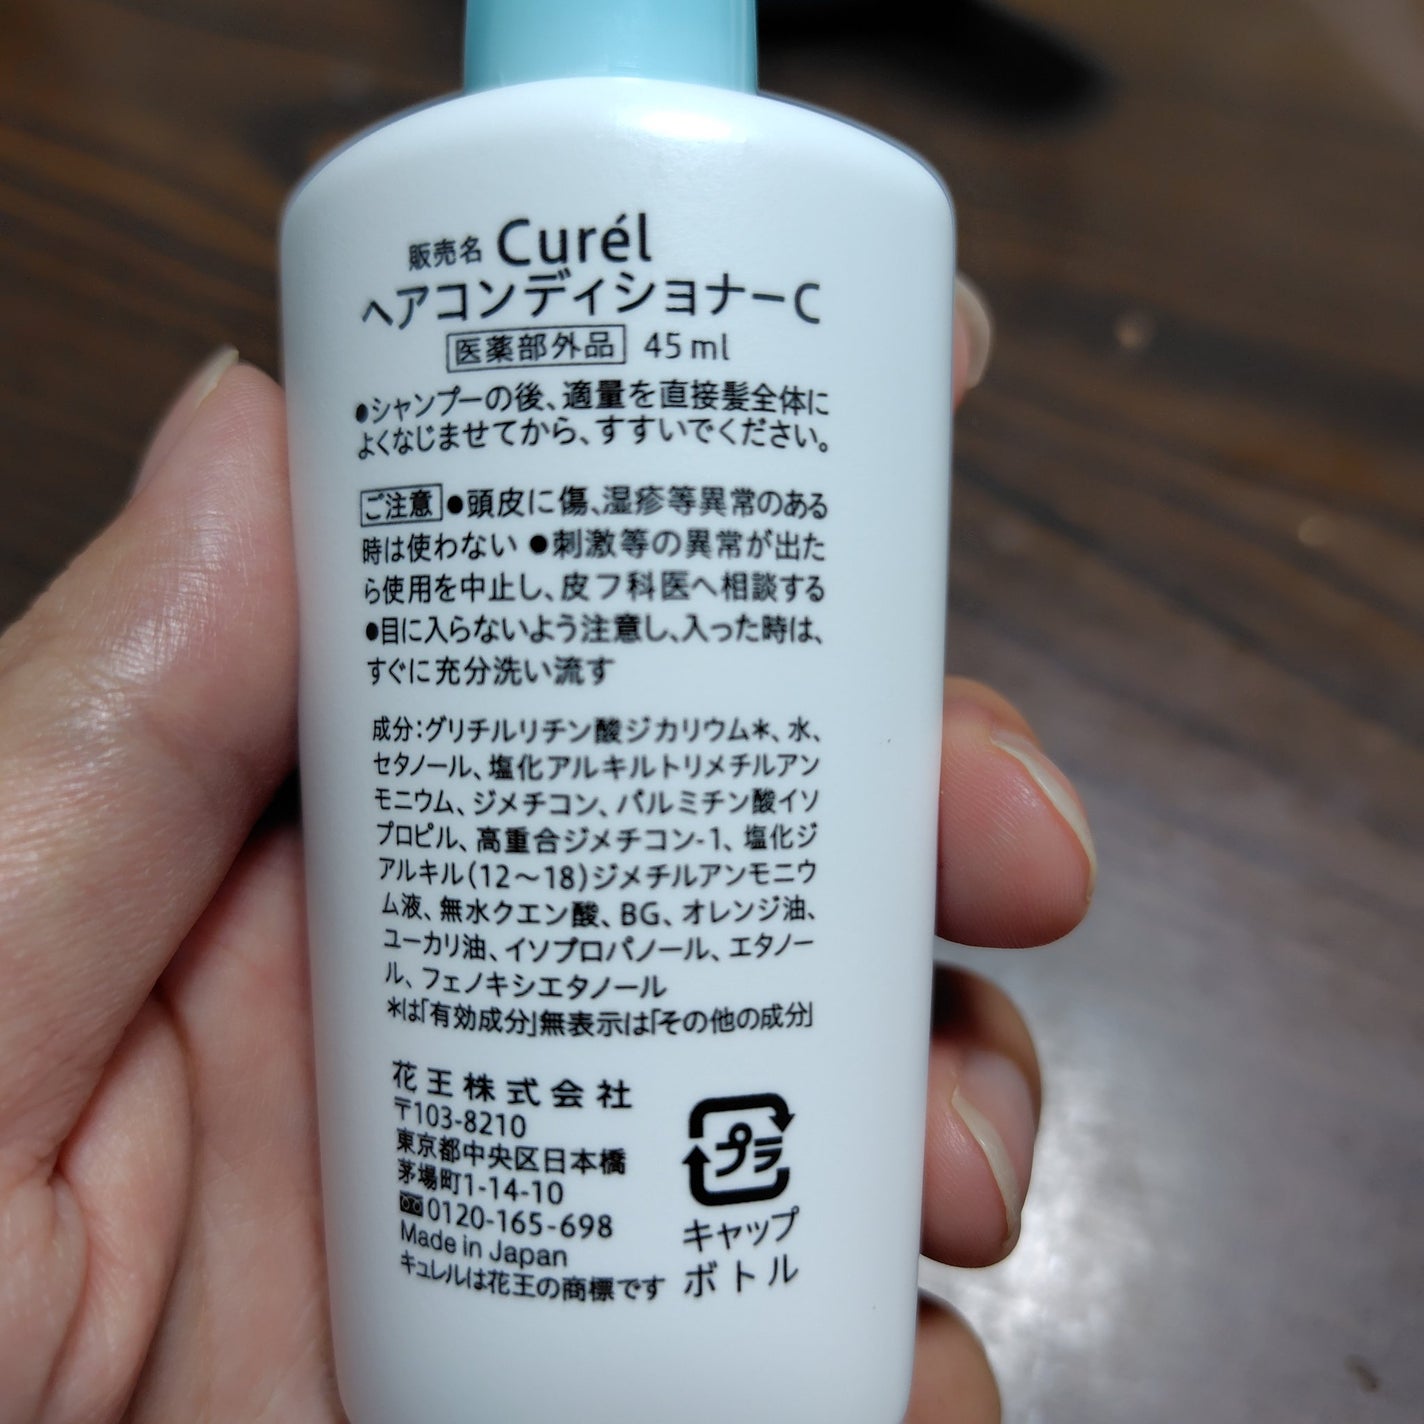 販売名 Curél
ヘアコンディショナーC
医薬部外品 45ml
●シャンプーの後、適量を直接髪全体に
よくなじませてから、すすいでください。
ご注意 ●頭皮に傷、湿疹等異常のある
時は使わない ●刺激等の異常が出た
ら使用を中止し、皮フ科医へ相談する
●目に入らないよう注意し、入った時は、
すぐに充分洗い流す
成分：グリチルリチン酸ジカリウム＊、水、
セタノール、塩化アルキルトリメチルアン
モニウム、ジメチコン、パルミチン酸イソ
プロピル、高重合ジメチコン-1、塩化ジ
アルキル(12〜18)ジメチルアンモニウ
ム液、無水クエン酸、BG、オレンジ油、
ユーカリ油、イソプロパノール、エタノー
ル、フェノキシエタノール
＊は「有効成分」無表示は「その他の成分」
花王株式会社
〒103-8210
東京都中央区日本橋
茅場町1-14-10
0120-165-698
Made in Japan
キュレルは花王の商標です
プラ
キャップ
ボトル